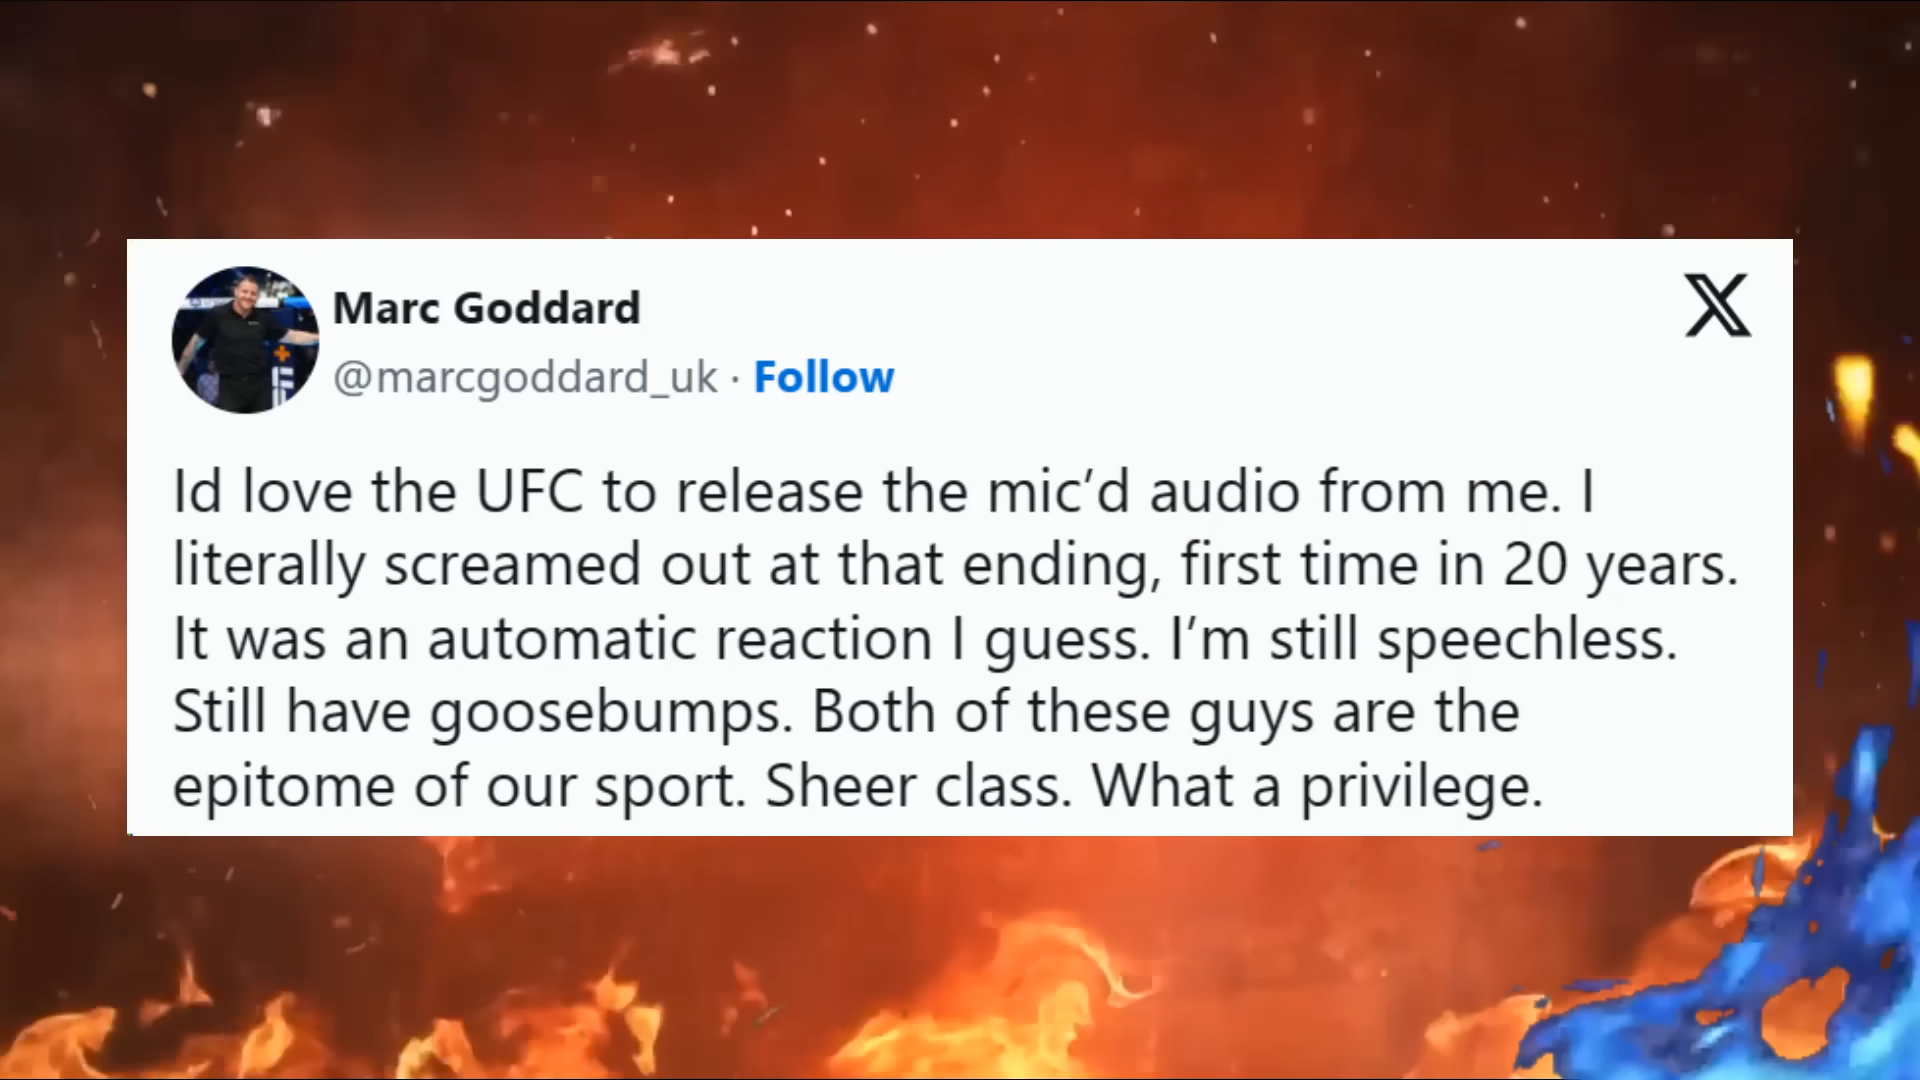 Marc Goddard
@marcgoddard_uk · Follow
Id love the UFC to release the mic’d audio from me. I
literally screamed out at that ending, first time in 20 years.
It was an automatic reaction I guess. I’m still speechless.
Still have goosebumps. Both of these guys are the
epitome of our sport. Sheer class. What a privilege.